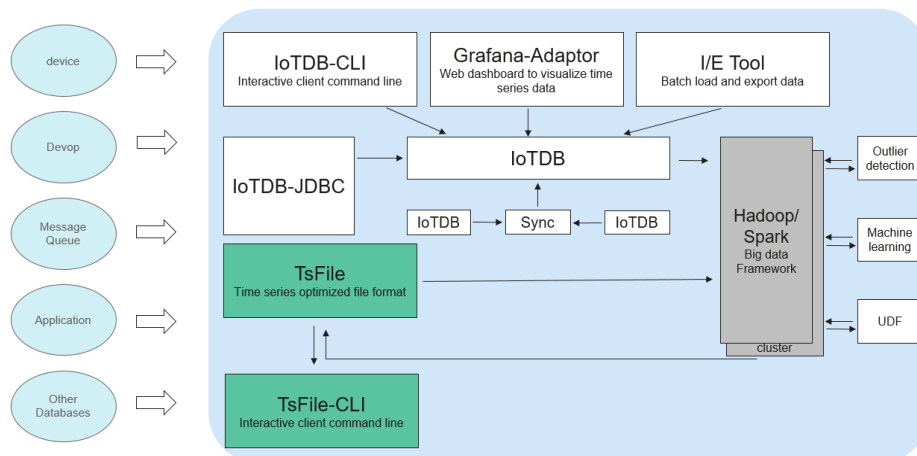 device
Devop
Message
Queue
Application
Other
Databases
IoTDB-CLI
Interactive client command line
Grafana-Adaptor
Web dashboard to visualize time
series data
I/E Tool
Batch load and export data
IoTDB-JDBC
IoTDB
IoTDB
Sync
IoTDB
TsFile
Time series optimized file format
TsFile-CLI
Interactive client command line
Hadoop/
Spark
Big data
Framework
cluster
Outlier
detection
Machine
learning
UDF